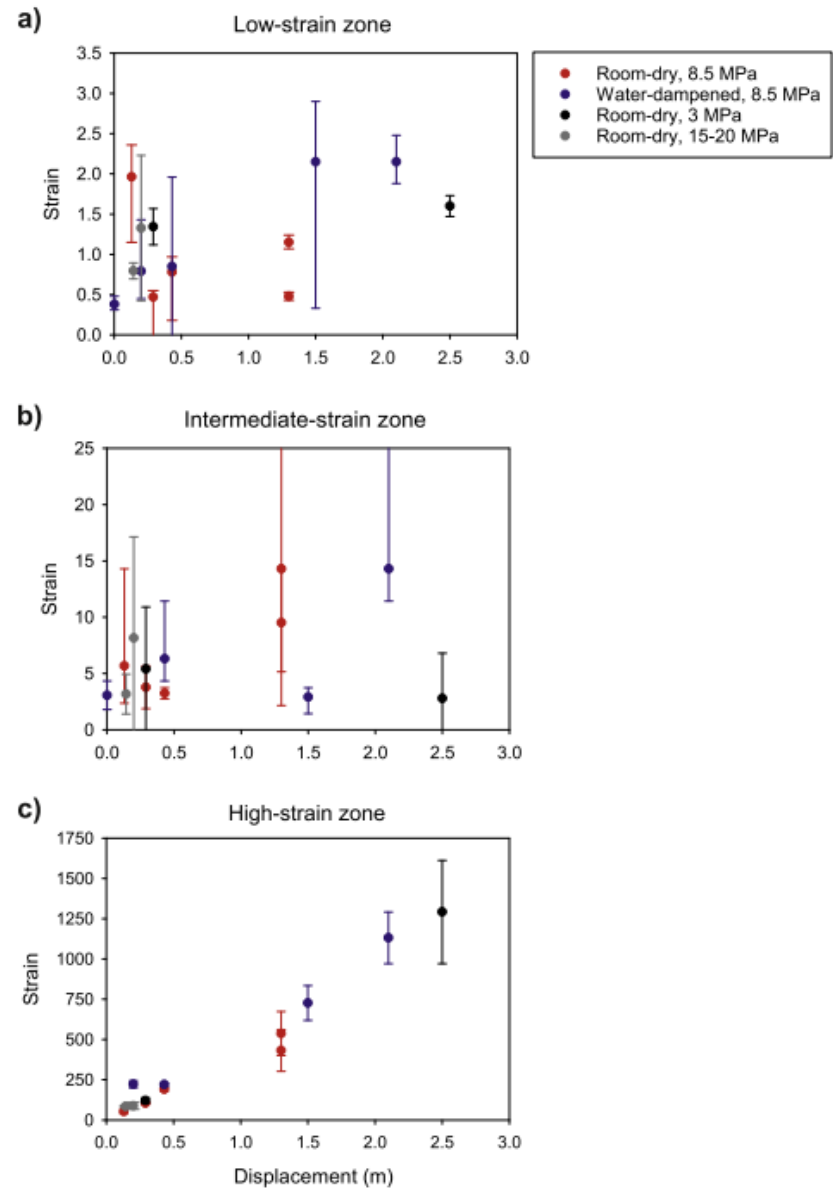 a)
Low-strain zone
3.5
3.0
2.5
2.0
1.5
1.0
0.5
0.0
Strain
0.0 0.5 1.0 1.5 2.0 2.5 3.0
Room-dry, 8.5 MPa
Water-dampened, 8.5 MPa
Room-dry, 3 MPa
Room-dry, 15-20 MPa
b)
Intermediate-strain zone
25
20
15
10
5
0
Strain
0.0 0.5 1.0 1.5 2.0 2.5 3.0
c)
High-strain zone
1750
1500
1250
1000
750
500
250
0
Strain
0.0 0.5 1.0 1.5 2.0 2.5 3.0
Displacement (m)